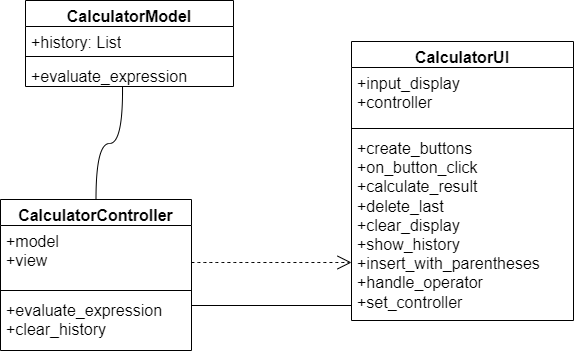 CalculatorModel
+history: List
+evaluate_expression
CalculatorUI
+input_display
+controller
+create_buttons
+on_button_click
+calculate_result
+delete_last
+clear_display
+show_history
+insert_with_parentheses
+handle_operator
+set_controller
CalculatorController
+model
+view
+evaluate_expression
+clear_history